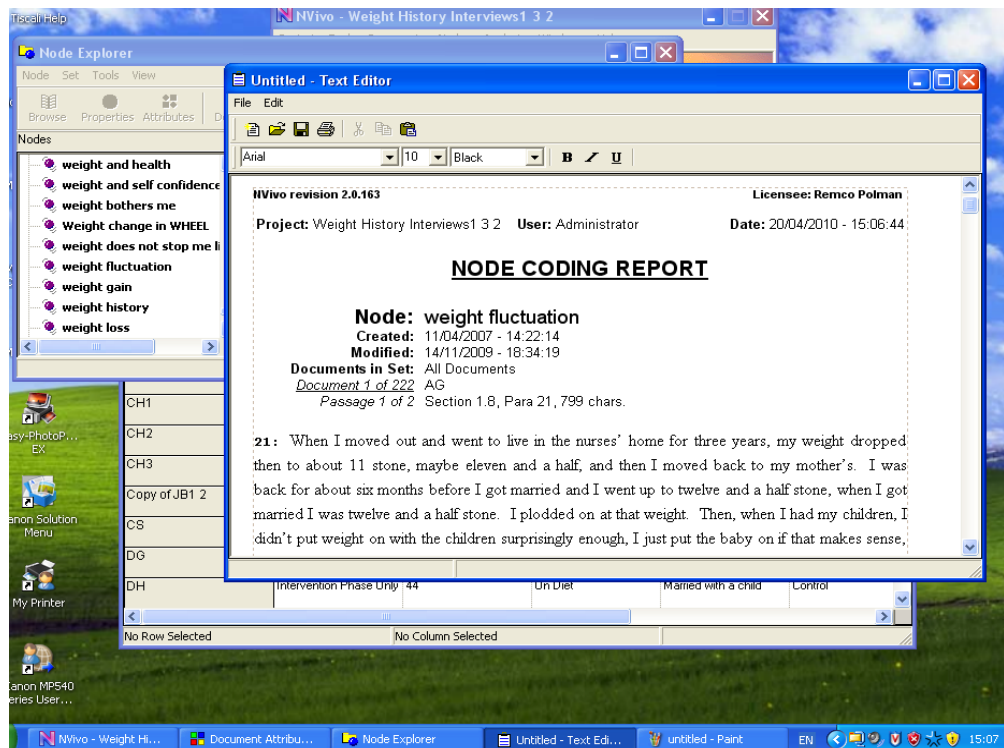 Tiscali Help
NVivo - Weight History Interviews1 3 2
Node Explorer
Node Set Tools View
Browse Properties Attributes
Nodes
weight and health
weight and self confidence
weight bothers me
Weight change in WHEEL
weight does not stop me li
weight fluctuation
weight gain
weight history
weight loss
Untitled - Text Editor
File Edit
Arial 10 Black B I U
NVivo revision 2.0.163 Licensee: Remco Polman
Project: Weight History Interviews1 3 2 User: Administrator Date: 20/04/2010 - 15:06:44
NODE CODING REPORT
Node: weight fluctuation
Created: 11/04/2007 - 14:22:14
Modified: 14/11/2009 - 18:34:19
Documents in Set: All Documents
Document 1 of 222 AG
Passage 1 of 2 Section 1.8, Para 21, 799 chars.
21: When I moved out and went to live in the nurses' home for three years, my weight dropped
then to about 11 stone, maybe eleven and a half, and then I moved back to my mother's. I was
back for about six months before I got married and I went up to twelve and a half stone, when I got
married I was twelve and a half stone. I plodded on at that weight. Then, when I had my children, I
didn't put weight on with the children surprisingly enough, I just put the baby on if that makes sense,
CH1
CH2
CH3
Copy of JB1 2
CS
DG
DH Intervention Phase Only 44 On Diet Married with a child Control
No Row Selected No Column Selected
asy-PhotoP...
EX
anon Solution
Menu
My Printer
anon MP540
eries User...
NVivo - Weight Hi... Document Attribu... Node Explorer Untitled - Text Edi... untitled - Paint EN 15:07